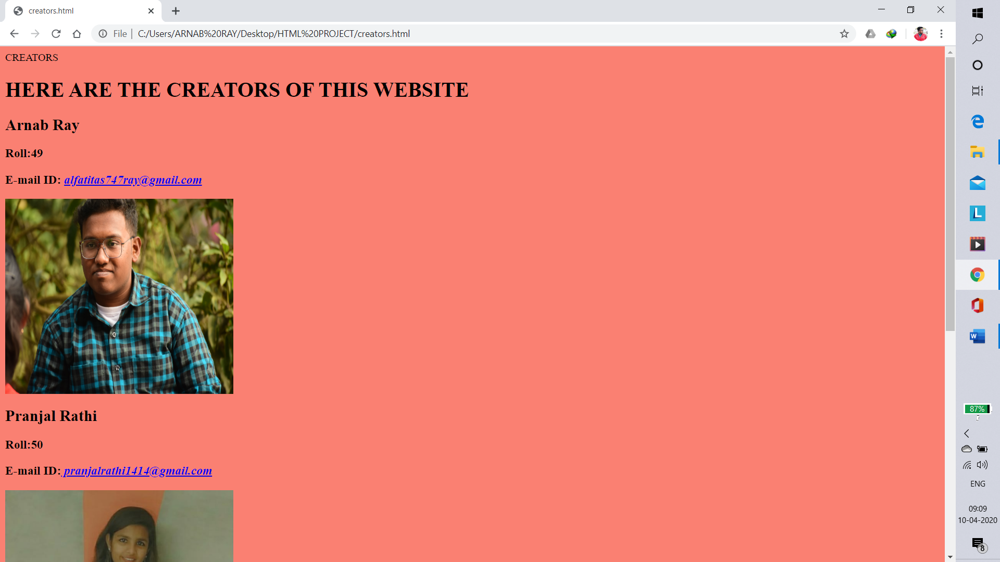 creators.html
File
C:/Users/ARNAB%20RAY/Desktop/HTML%20PROJECT/creators.html
CREATORS
HERE ARE THE CREATORS OF THIS WEBSITE
Arnab Ray
Roll:49
E-mail ID: alfatitas747ray@gmail.com
Pranjal Rathi
Roll:50
E-mail ID: pranjalrathi1414@gmail.com
L
W
87%
ENG
09:09
10-04-2020
8